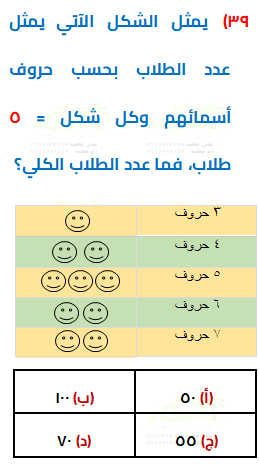 ٣٩) يمثل الشكل الآتي يمثل
عدد الطلاب بحسب حروف
أسمائهم وكل شكل = ٥
طلاب، فما عدد الطلاب الكلي؟
٣ حروف
٤ حروف
٥ حروف
٦ حروف
٧ حروف
(أ) ٥٠ (ب) ١٠٠
(ج) ٥٥ (د) ٧٠